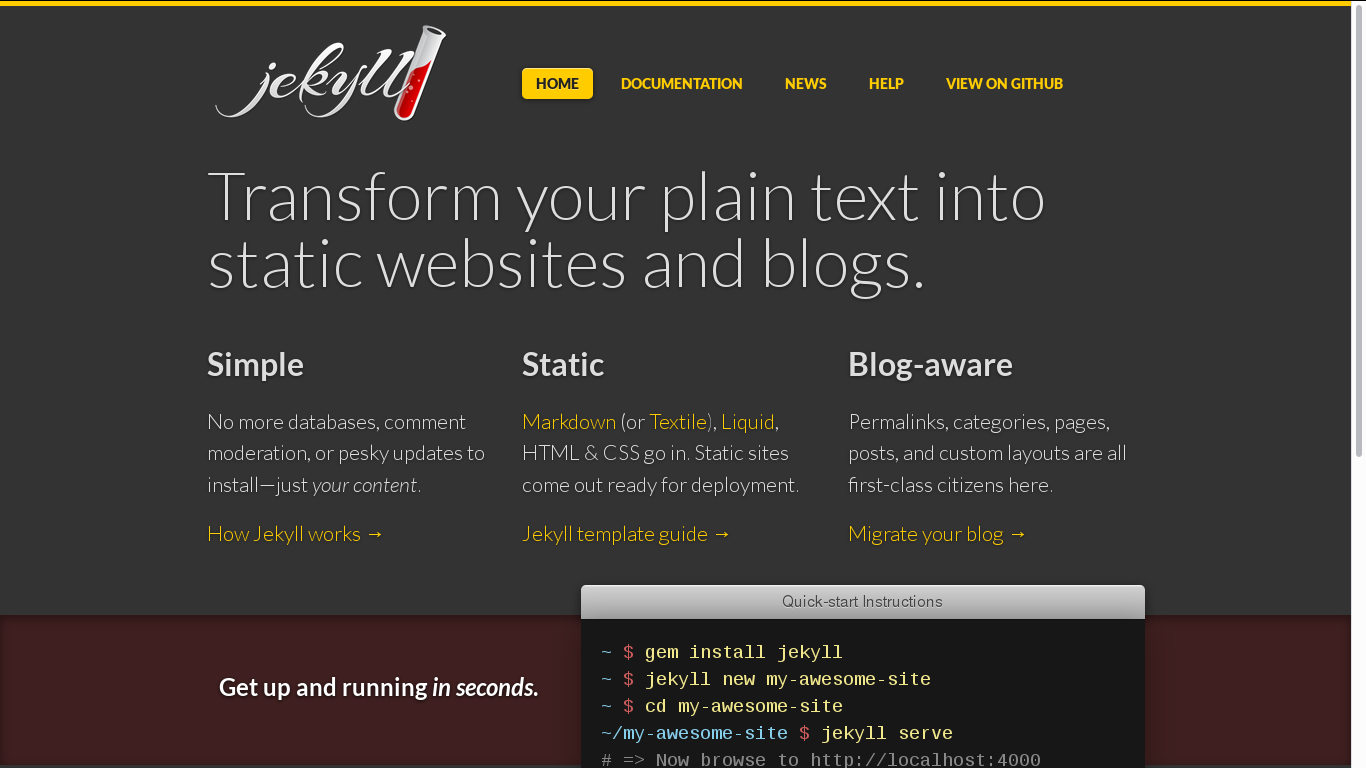 jekyll
HOME DOCUMENTATION NEWS HELP VIEW ON GITHUB
Transform your plain text into
static websites and blogs.
Simple
No more databases, comment
moderation, or pesky updates to
install—just your content.
How Jekyll works →
Static
Markdown (or Textile), Liquid,
HTML & CSS go in. Static sites
come out ready for deployment.
Jekyll template guide →
Blog-aware
Permalinks, categories, pages,
posts, and custom layouts are all
first-class citizens here.
Migrate your blog →
Get up and running in seconds.
Quick-start Instructions
~ $ gem install jekyll
~ $ jekyll new my-awesome-site
~ $ cd my-awesome-site
~/my-awesome-site $ jekyll serve
# => Now browse to http://localhost:4000